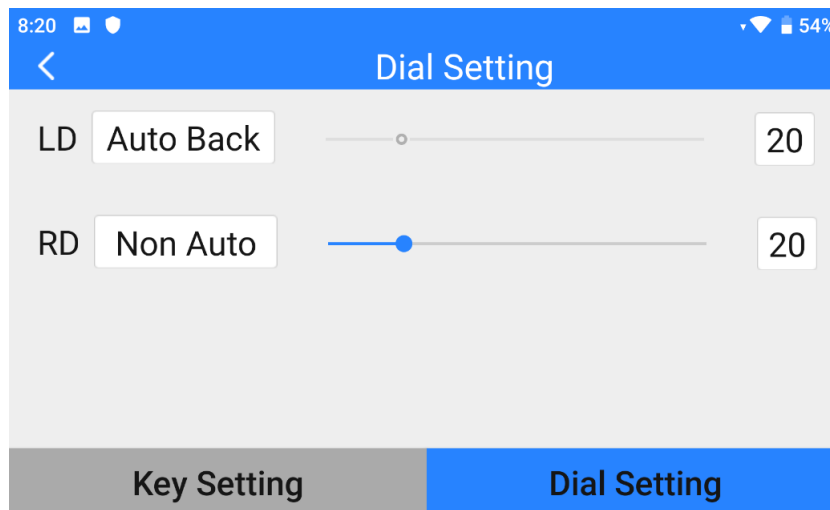 8:20 54%
Dial Setting
LD Auto Back 20
RD Non Auto 20
Key Setting Dial Setting